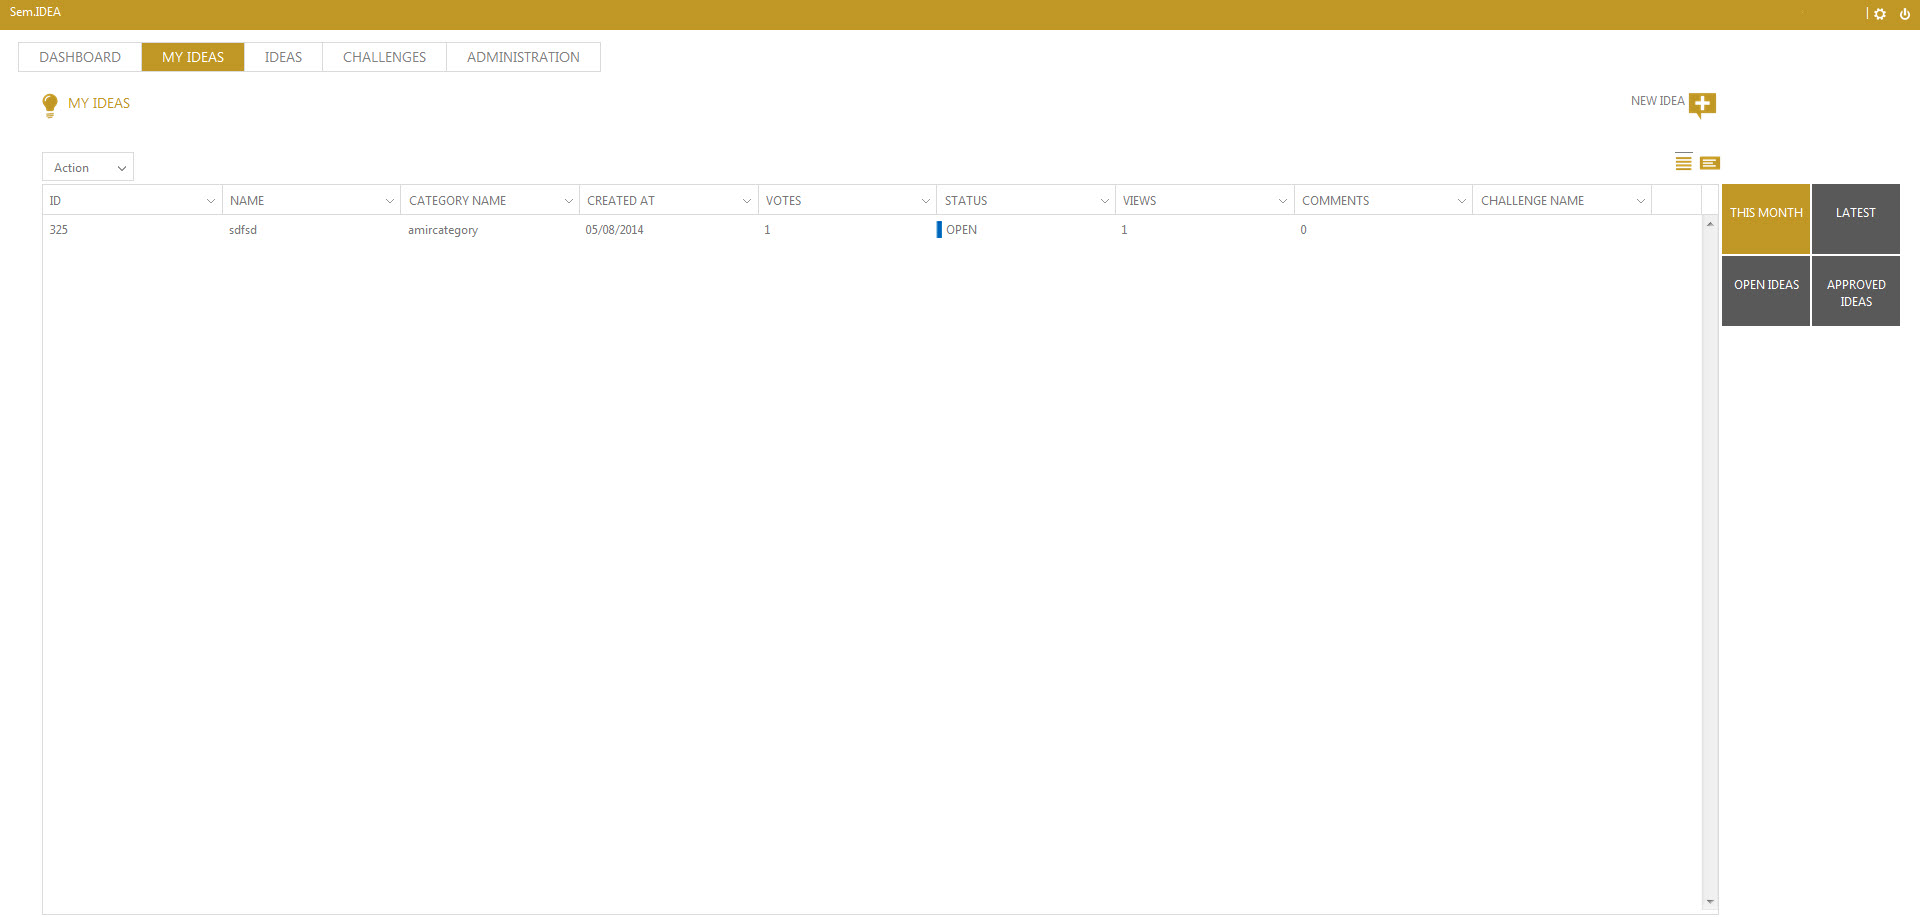 Sem.IDEA
DASHBOARD MY IDEAS IDEAS CHALLENGES ADMINISTRATION
MY IDEAS
NEW IDEA
Action
ID NAME CATEGORY NAME CREATED AT VOTES STATUS VIEWS COMMENTS CHALLENGE NAME
325 sdfsd amircategory 05/08/2014 1 OPEN 1 0
THIS MONTH LATEST
OPEN IDEAS APPROVED
IDEAS